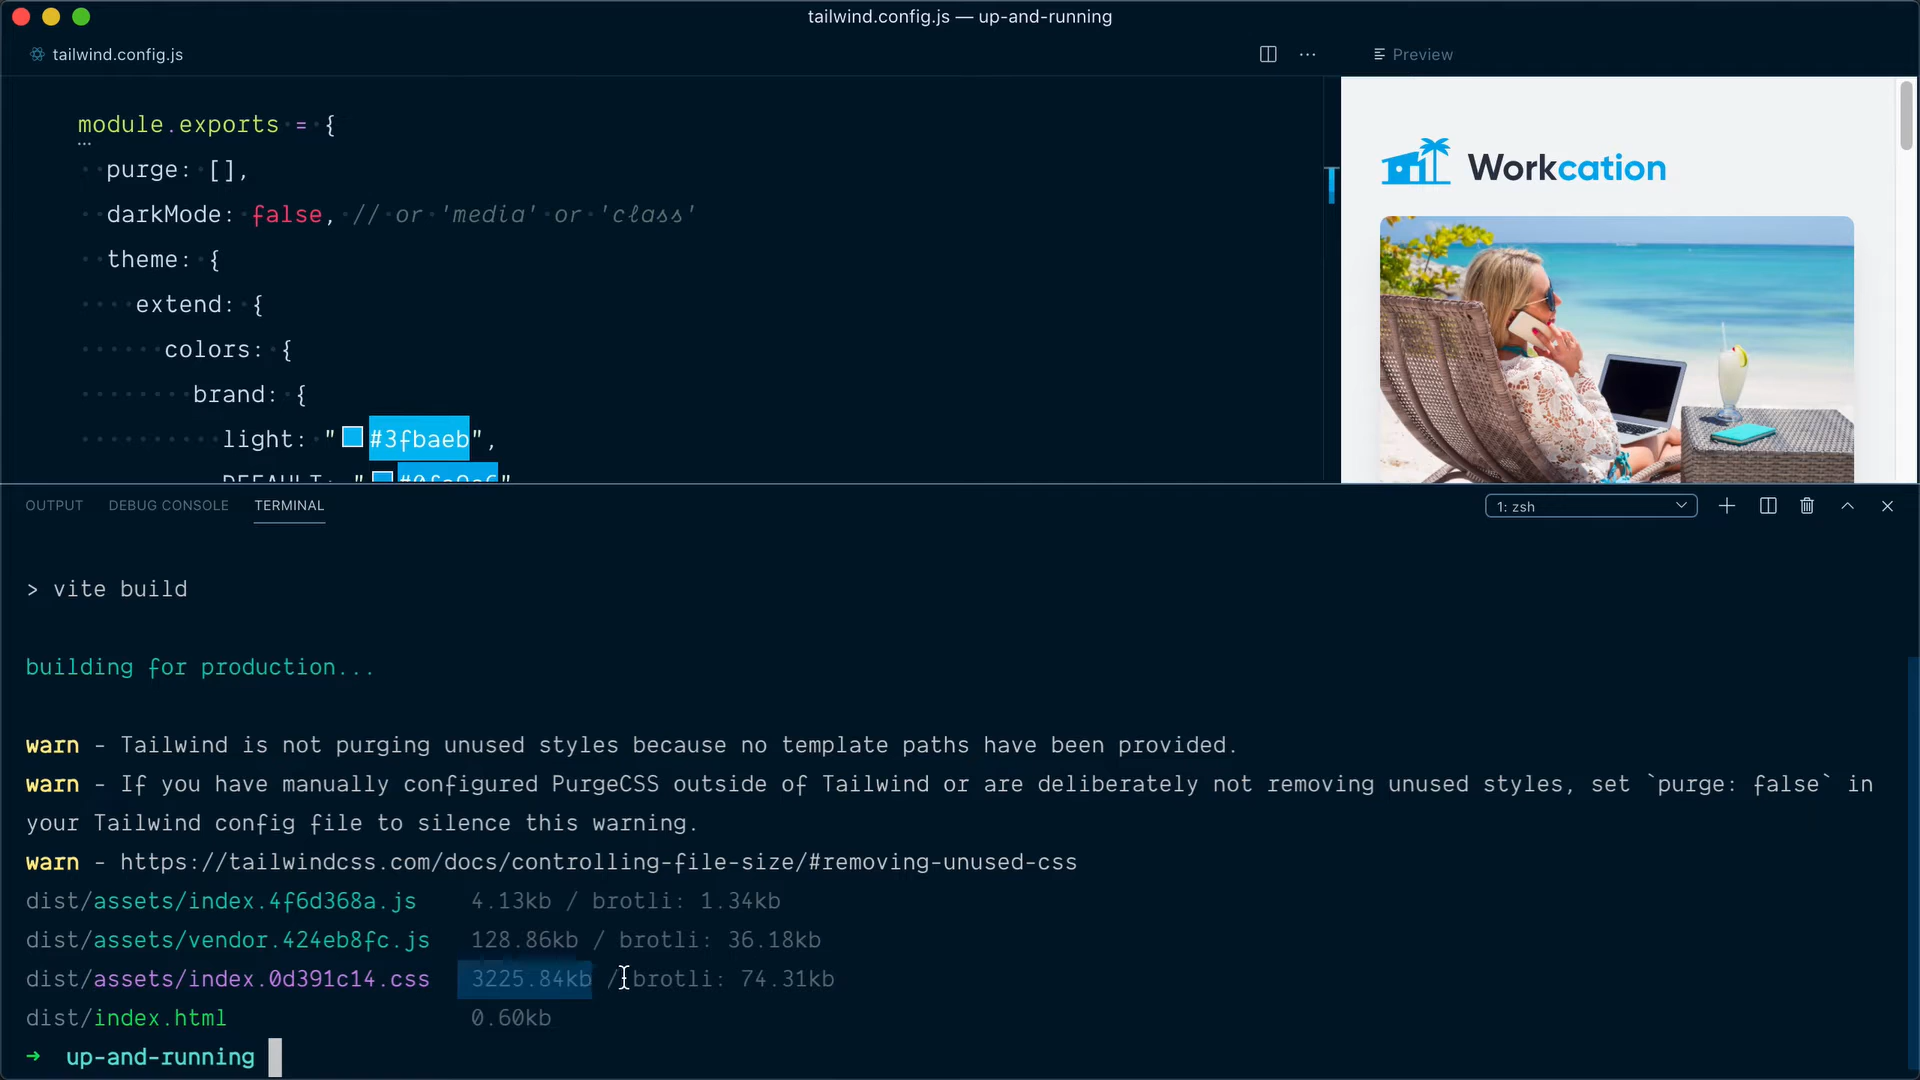 tailwind.config.js — up-and-running
tailwind.config.js
Preview
module.exports = {
purge: [],
darkMode: false, // or 'media' or 'class'
theme: {
extend: {
colors: {
brand: {
light: "#3fbaeb",
DEFAULT: "#0fa9e6"
Workcation
OUTPUT DEBUG CONSOLE TERMINAL
1: zsh
> vite build
building for production...
warn - Tailwind is not purging unused styles because no template paths have been provided.
warn - If you have manually configured PurgeCSS outside of Tailwind or are deliberately not removing unused styles, set `purge: false` in
your Tailwind config file to silence this warning.
warn - https://tailwindcss.com/docs/controlling-file-size/#removing-unused-css
dist/assets/index.4f6d368a.js 4.13kb / brotli: 1.34kb
dist/assets/vendor.424eb8fc.js 128.86kb / brotli: 36.18kb
dist/assets/index.0d391c14.css 3225.84kb / brotli: 74.31kb
dist/index.html 0.60kb
→ up-and-running